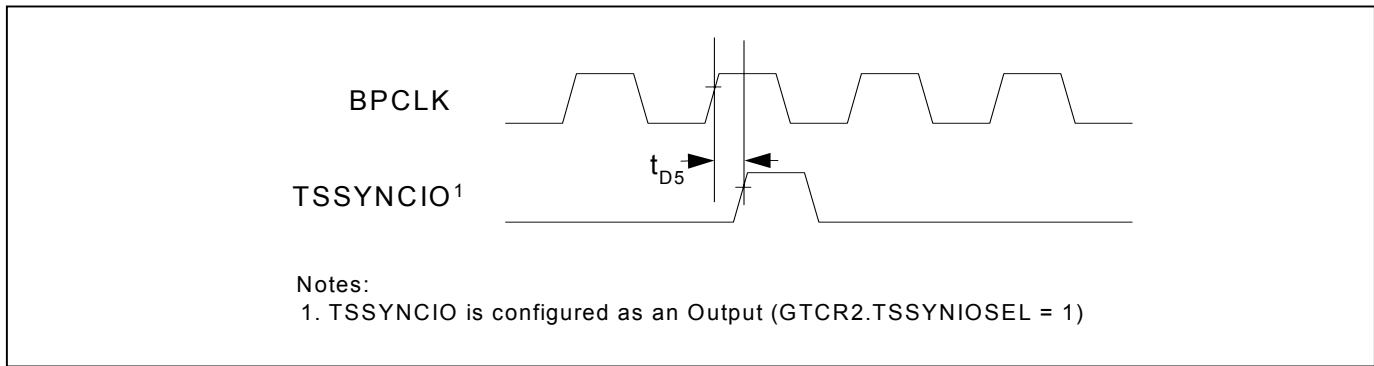 BPCLK
tD5
TSSYNCIO1
Notes:
1. TSSYNCIO is configured as an Output (GTCR2.TSSYNIOSEL = 1)